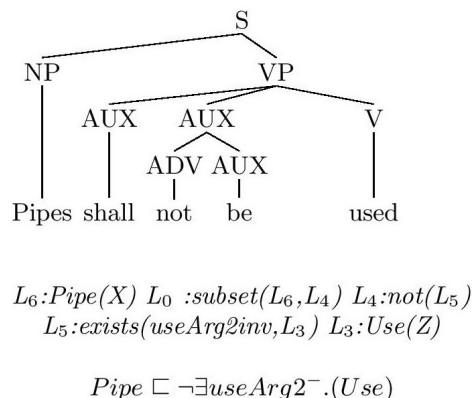 S
NP VP
AUX AUX V
ADV AUX
Pipes shall not be used
L₆:Pipe(X) L₀ :subset(L₆,L₄) L₄:not(L₅)
L₅:exists(useArg2inv,L₃) L₃:Use(Z)
Pipe ⊏ ¬∃useArg2⁻.(Use)